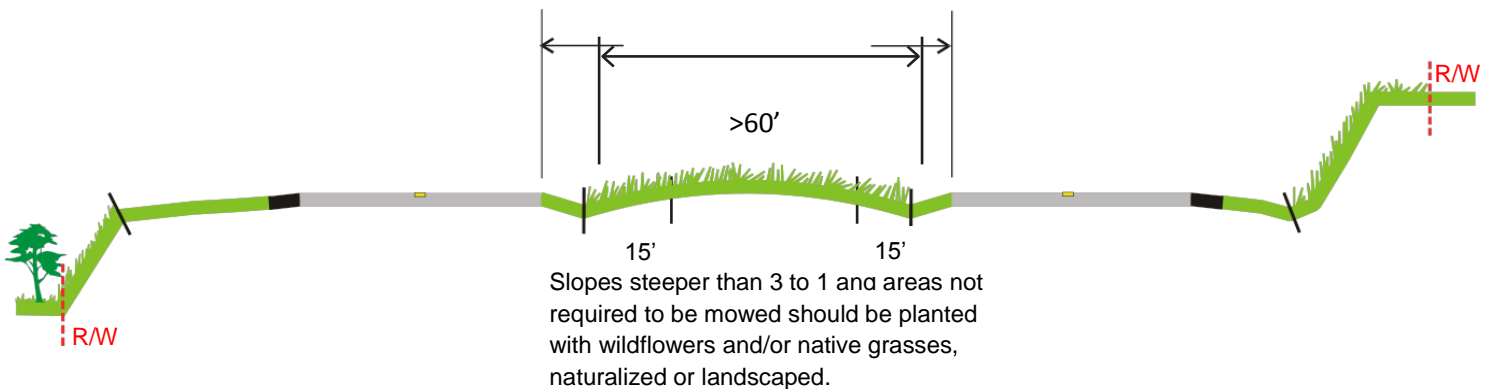 R/W
>60’
15’ 15’
Slopes steeper than 3 to 1 and areas not
required to be mowed should be planted
with wildflowers and/or native grasses,
naturalized or landscaped.
R/W